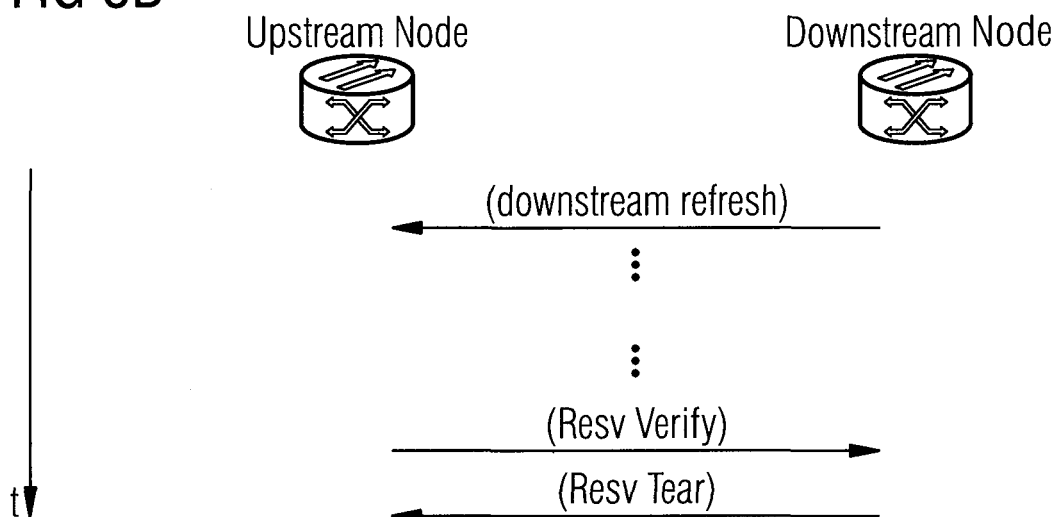 Upstream Node
Downstream Node
(downstream refresh)
(Resv Verify)
(Resv Tear)
t